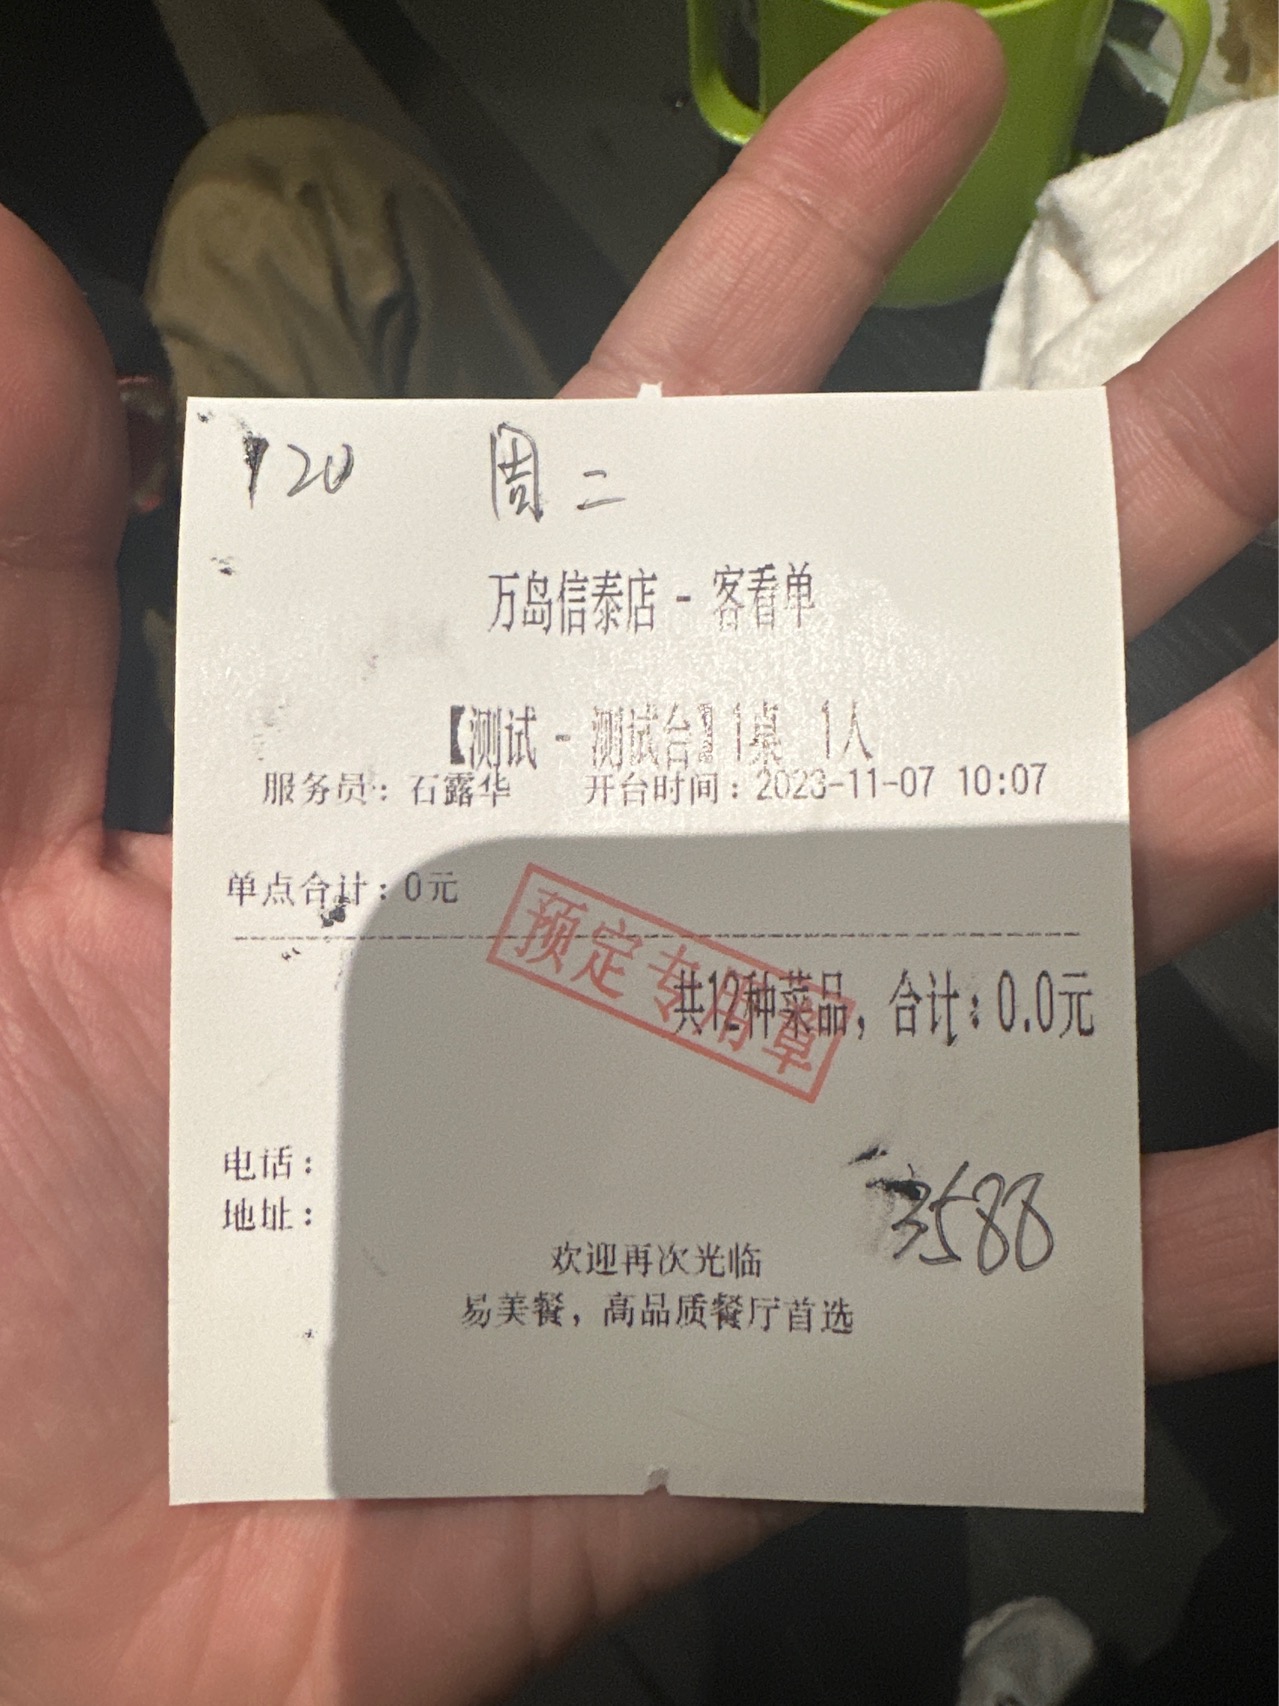 120 周二
万岛信泰店 - 客看单
【测试 - 测试台】1桌 1人
服务员：石露华 开台时间：2023-11-07 10:07
单点合计：0元
预定专用章
共12种菜品，合计：0.0元
电话：
地址：
3588
欢迎再次光临
易美餐，高品质餐厅首选